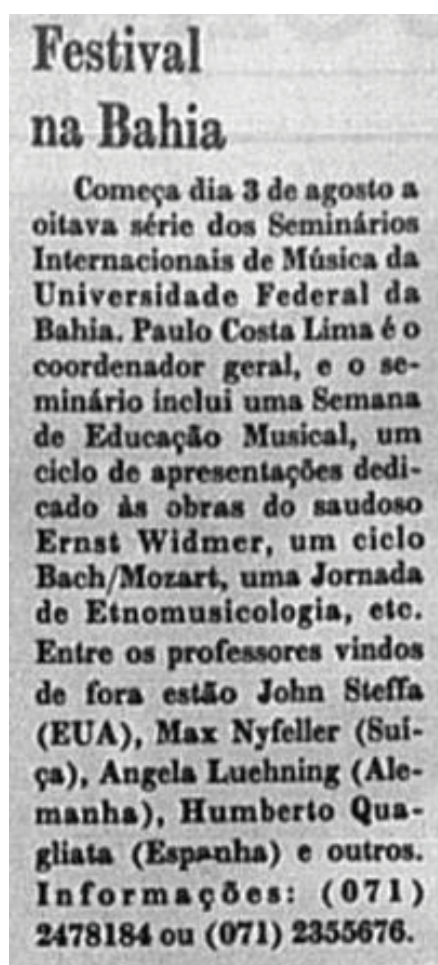 Festival
na Bahia
Começa dia 3 de agosto a
oitava série dos Seminários
Internacionais de Música da
Universidade Federal da
Bahia. Paulo Costa Lima é o
coordenador geral, e o se-
minário inclui uma Semana
de Educação Musical, um
ciclo de apresentações dedi-
cado às obras do saudoso
Ernst Widmer, um ciclo
Bach/Mozart, uma Jornada
de Etnomusicologia, etc.
Entre os professores vindos
de fora estão John Steffa
(EUA), Max Nyfeller (Suí-
ça), Angela Luehning (Ale-
manha), Humberto Qua-
gliata (Espanha) e outros.
Informações: (071)
2478184 ou (071) 2355676.